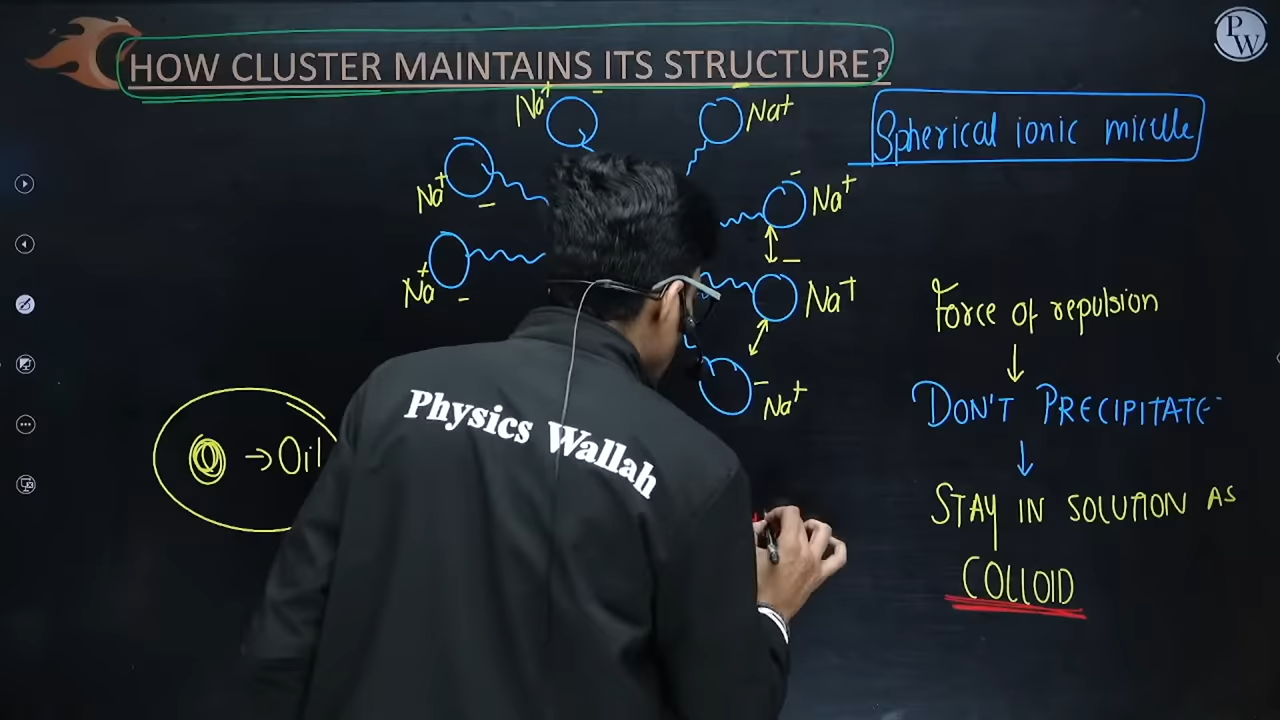 HOW CLUSTER MAINTAINS ITS STRUCTURE?
PW
Spherical ionic micelle
Na+ -
- Na+
Na+ -
- Na+
Na+ -
- Na+
- Na+
Force of repulsion
↓
DON'T PRECIPITATE
↓
STAY IN SOLUTION AS
COLLOID
→ Oil
Physics Wallah